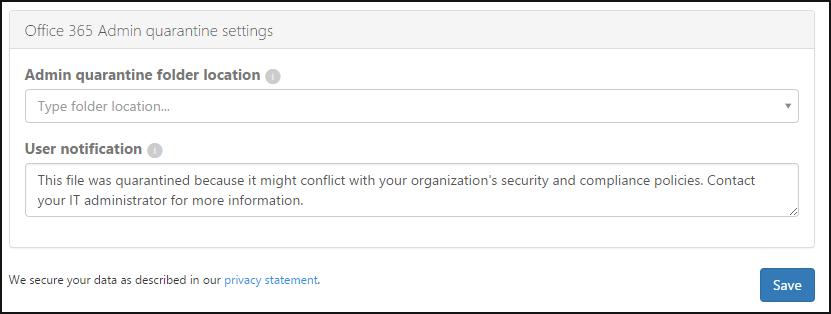 Office 365 Admin quarantine settings
Admin quarantine folder location i
Type folder location...
User notification i
This file was quarantined because it might conflict with your organization's security and compliance policies. Contact
your IT administrator for more information.
We secure your data as described in our privacy statement.
Save